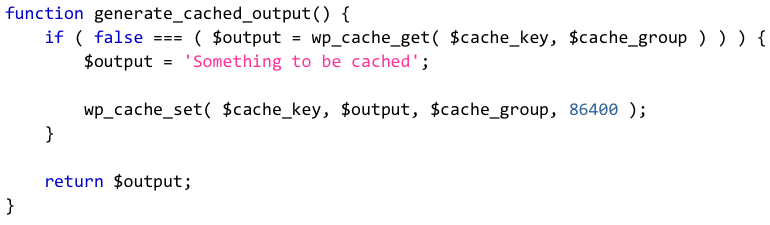 function generate_cached_output() {
    if ( false === ( $output = wp_cache_get( $cache_key, $cache_group ) ) ) {
        $output = 'Something to be cached';

        wp_cache_set( $cache_key, $output, $cache_group, 86400 );
    }

    return $output;
}